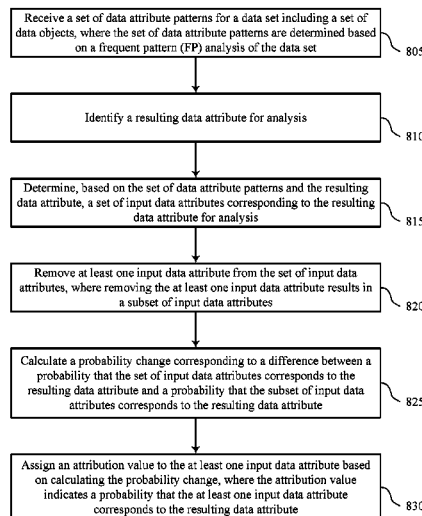 Receive a set of data attribute patterns for a data set including a set of
data objects, where the set of data attribute patterns are determined based
on a frequent pattern (FP) analysis of the data set
805
Identify a resulting data attribute for analysis
810
Determine, based on the set of data attribute patterns and the resulting
data attribute, a set of input data attributes corresponding to the resulting
data attribute for analysis
815
Remove at least one input data attribute from the set of input data
attributes, where removing the at least one input data attribute results in
a subset of input data attributes
820
Calculate a probability change corresponding to a difference between a
probability that the set of input data attributes corresponds to the
resulting data attribute and a probability that the subset of input data
attributes corresponds to the resulting data attribute
825
Assign an attribution value to the at least one input data attribute based
on calculating the probability change, where the attribution value
indicates a probability that the at least one input data attribute
corresponds to the resulting data attribute
830